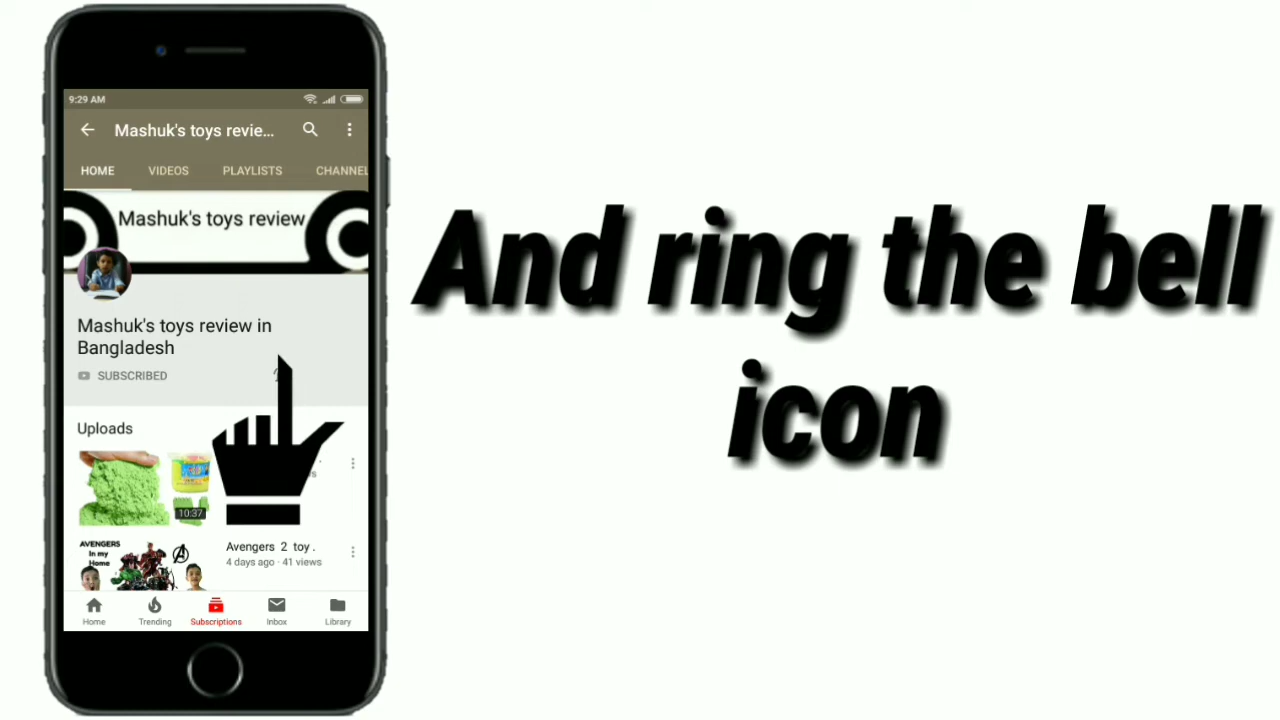 9:29 AM
Mashuk's toys revie...
HOME VIDEOS PLAYLISTS CHANNEL
Mashuk's toys review
Mashuk's toys review in
Bangladesh
SUBSCRIBED
Uploads
10:37
AVENGERS
In my
Home
Avengers 2 toy .
4 days ago · 41 views
Home Trending Subscriptions Inbox Library
And ring the bell
icon